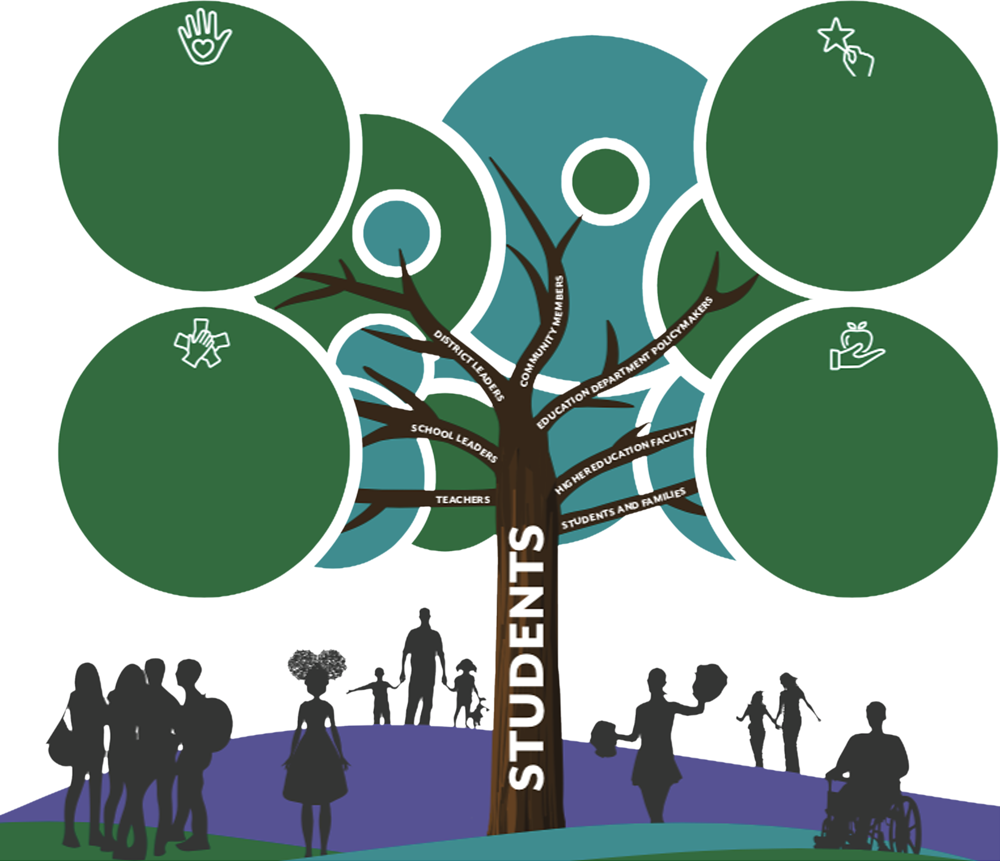 COMMUNITY MEMBERS
DISTRICT LEADERS
EDUCATION DEPARTMENT POLICYMAKERS
SCHOOL LEADERS
HIGHER EDUCATION FACULTY
TEACHERS
STUDENTS AND FAMILIES
STUDENTS